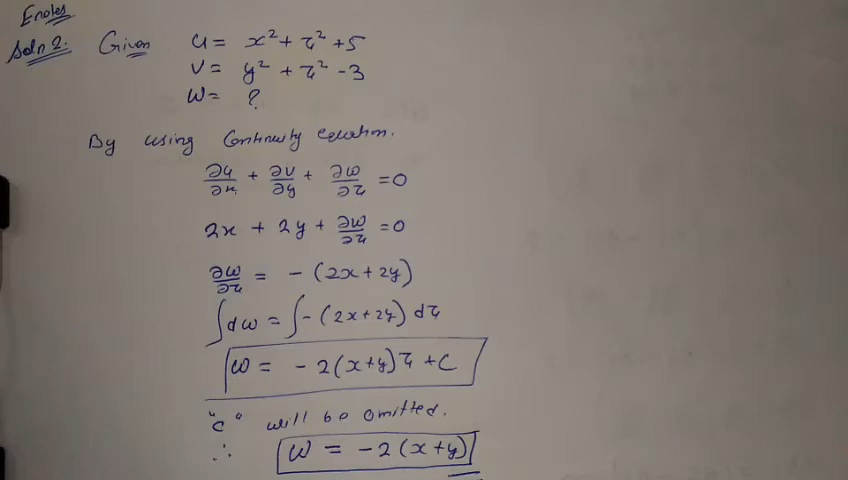 Enotes
Soln 2. Given u = x² + z² + 5
v = y² + z² - 3
w = ?
By using Continuity equation.
∂u/∂x + ∂v/∂y + ∂w/∂z = 0
2x + 2y + ∂w/∂z = 0
∂w/∂z = - (2x + 2y)
∫dw = ∫- (2x + 2y) dz
w = - 2(x+y)z + C
"C" will be omitted.
∴ w = -2(x+y)